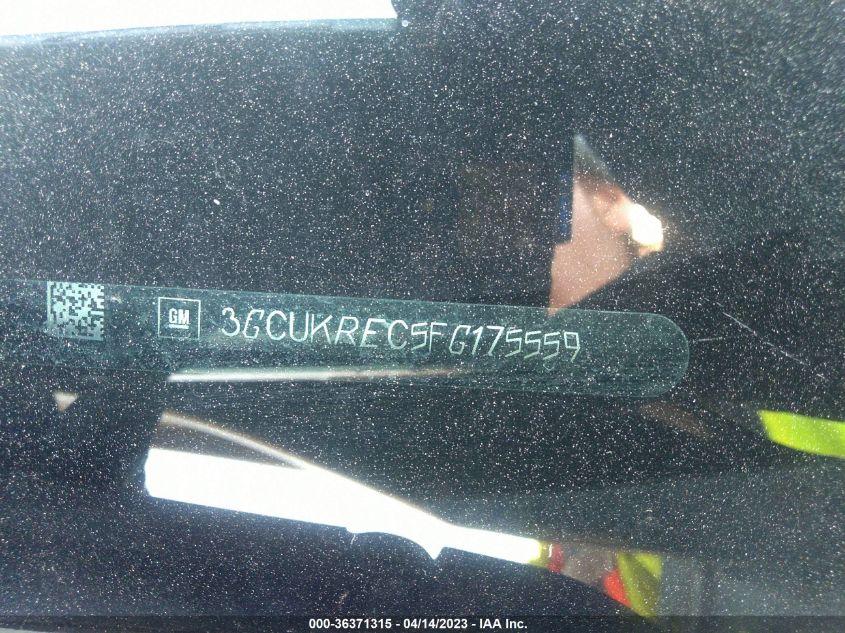 GM
3GCUKREC5FG175559
000-36371315 - 04/14/2023 - IAA Inc.